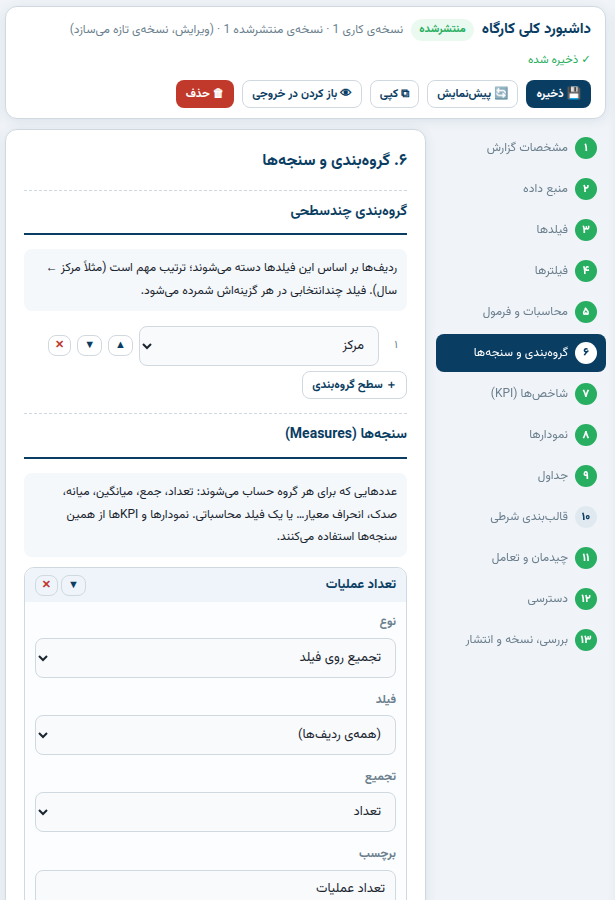 داشبورد کلی کارگاه منتشرشده نسخه‌ی کاری 1 · نسخه‌ی منتشرشده 1 · (ویرایش، نسخه‌ی تازه می‌سازد)
✓ ذخیره شده
💾 ذخیره 🔄 پیش‌نمایش ⧉ کپی 👁 باز کردن در خروجی 🗑 حذف
۱ مشخصات گزارش
۲ منبع داده
۳ فیلدها
۴ فیلترها
۵ محاسبات و فرمول
۶ گروه‌بندی و سنجه‌ها
۷ شاخص‌ها (KPI)
۸ نمودارها
۹ جداول
۱۰ قالب‌بندی شرطی
۱۱ چیدمان و تعامل
۱۲ دسترسی
۱۳ بررسی، نسخه و انتشار
۶. گروه‌بندی و سنجه‌ها
گروه‌بندی چندسطحی
ردیف‌ها بر اساس این فیلدها دسته می‌شوند؛ ترتیب مهم است (مثلاً مرکز ←
سال). فیلد چندانتخابی در هر گزینه‌اش شمرده می‌شود.
۱ مرکز ▲ ▼ ✕
+ سطح گروه‌بندی
سنجه‌ها (Measures)
عددهایی که برای هر گروه حساب می‌شوند: تعداد، جمع، میانگین، میانه،
صدک، انحراف معیار… یا یک فیلد محاسباتی. نمودارها و KPIها از همین
سنجه‌ها استفاده می‌کنند.
تعداد عملیات ▼ ✕
نوع
تجمیع روی فیلد
فیلد
(همه‌ی ردیف‌ها)
تجمیع
تعداد
برچسب
تعداد عملیات